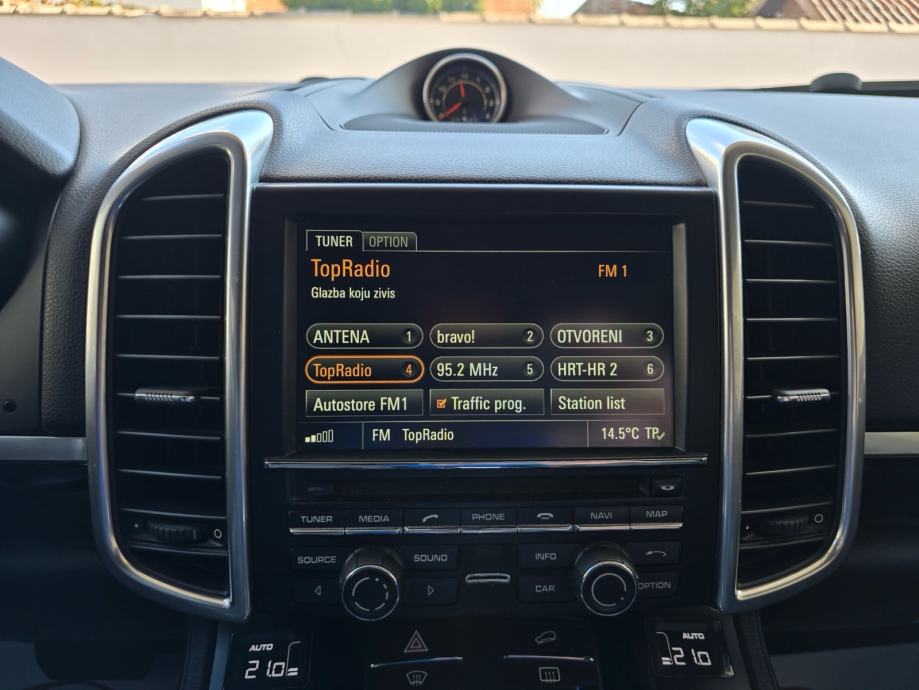 TUNER OPTION
TopRadio FM 1
Glazba koju zivis
ANTENA 1 bravo! 2 OTVORENI 3
TopRadio 4 95.2 MHz 5 HRT-HR 2 6
Autostore FM1 Traffic prog. Station list
FM TopRadio 14.5°C TP
TUNER MEDIA PHONE NAVI MAP
SOURCE SOUND INFO
CAR OPTION
AUTO AUTO
21.0 21.0